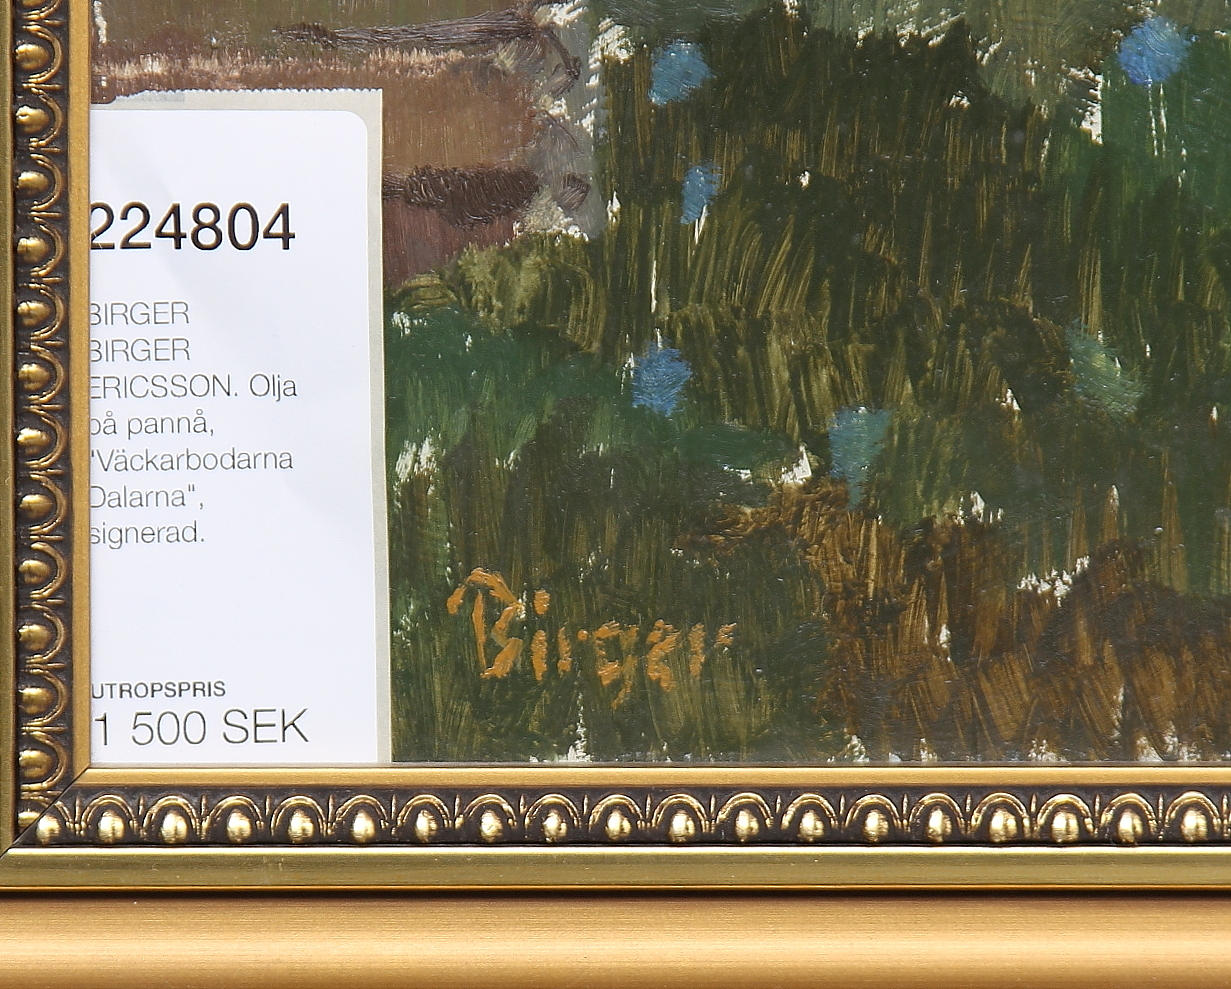 224804
BIRGER
BIRGER
ERICSSON. Olja
på pannå,
"Väckarbodarna
Dalarna",
signerad.
UTROPSPRIS
1 500 SEK
Birger